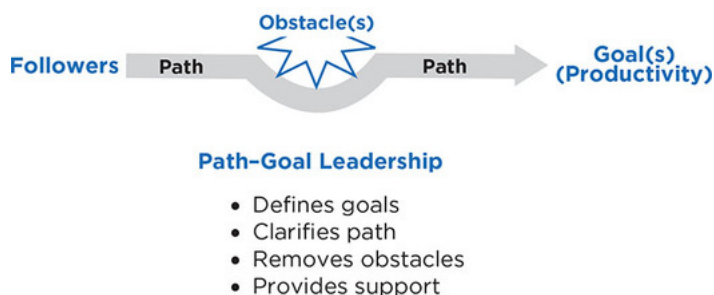 Obstacle(s)
Followers Path Path Goal(s)
(Productivity)
Path–Goal Leadership
• Defines goals
• Clarifies path
• Removes obstacles
• Provides support